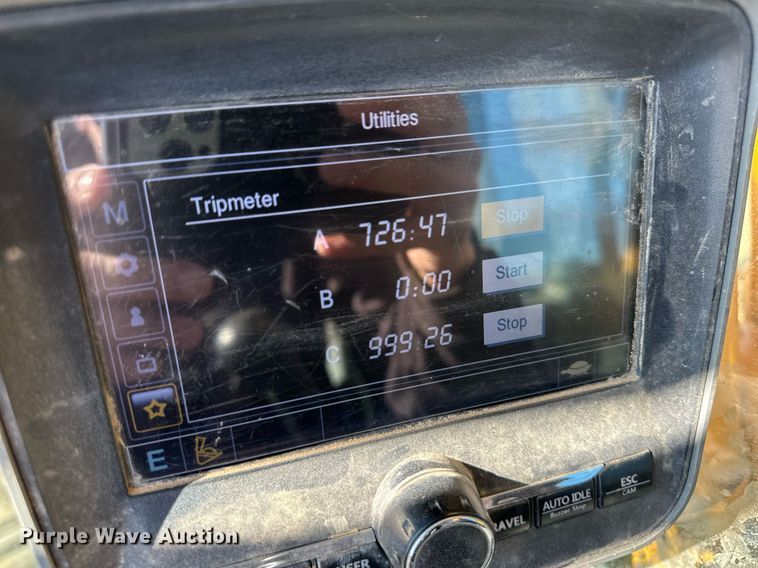 Utilities
Tripmeter
M
A 726:47 Stop
B 0:00 Start
C 999:26 Stop
E
AUTO IDLE
Buzzer Stop
ESC
CAM
Purple Wave Auction